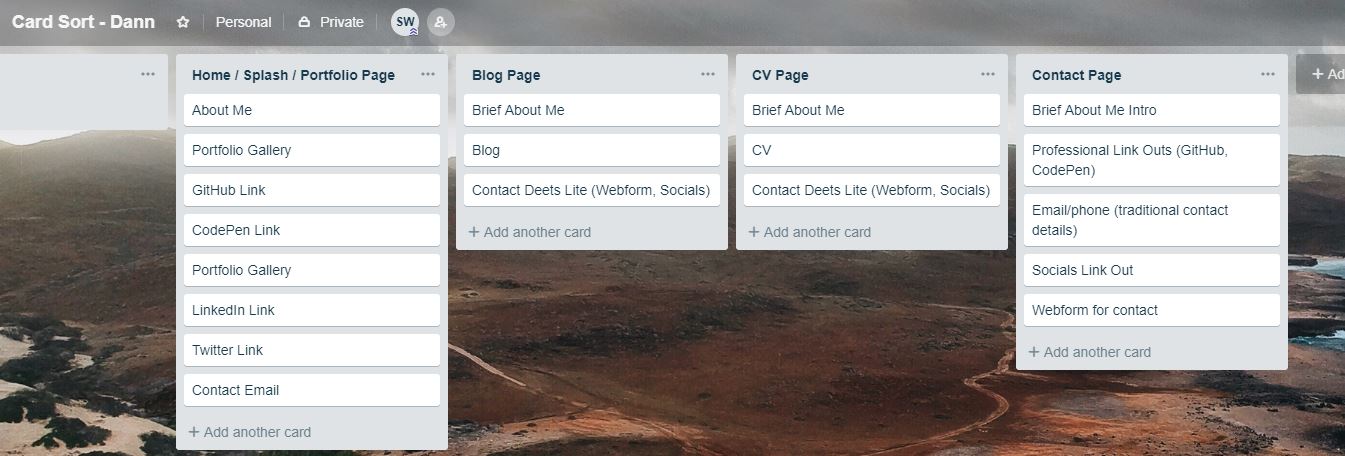 Card Sort - Dann
Personal
Private
SW
Home / Splash / Portfolio Page
About Me
Portfolio Gallery
GitHub Link
CodePen Link
Portfolio Gallery
LinkedIn Link
Twitter Link
Contact Email
+ Add another card
Blog Page
Brief About Me
Blog
Contact Deets Lite (Webform, Socials)
+ Add another card
CV Page
Brief About Me
CV
Contact Deets Lite (Webform, Socials)
+ Add another card
Contact Page
Brief About Me Intro
Professional Link Outs (GitHub,
CodePen)
Email/phone (traditional contact
details)
Socials Link Out
Webform for contact
+ Add another card
+ Ad